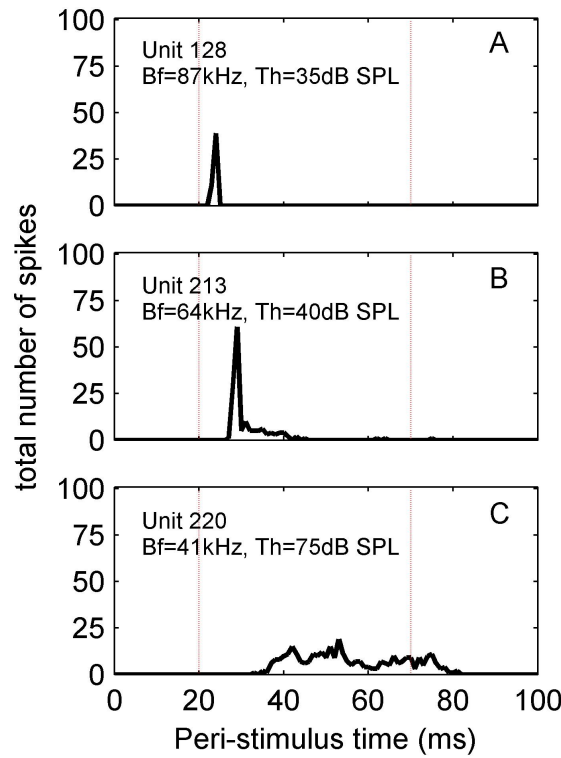 100
75
50
25
0
Unit 128
Bf=87kHz, Th=35dB SPL
A
100
75
50
25
0
Unit 213
Bf=64kHz, Th=40dB SPL
B
100
75
50
25
0
Unit 220
Bf=41kHz, Th=75dB SPL
C
0 20 40 60 80 100
Peri-stimulus time (ms)
total number of spikes